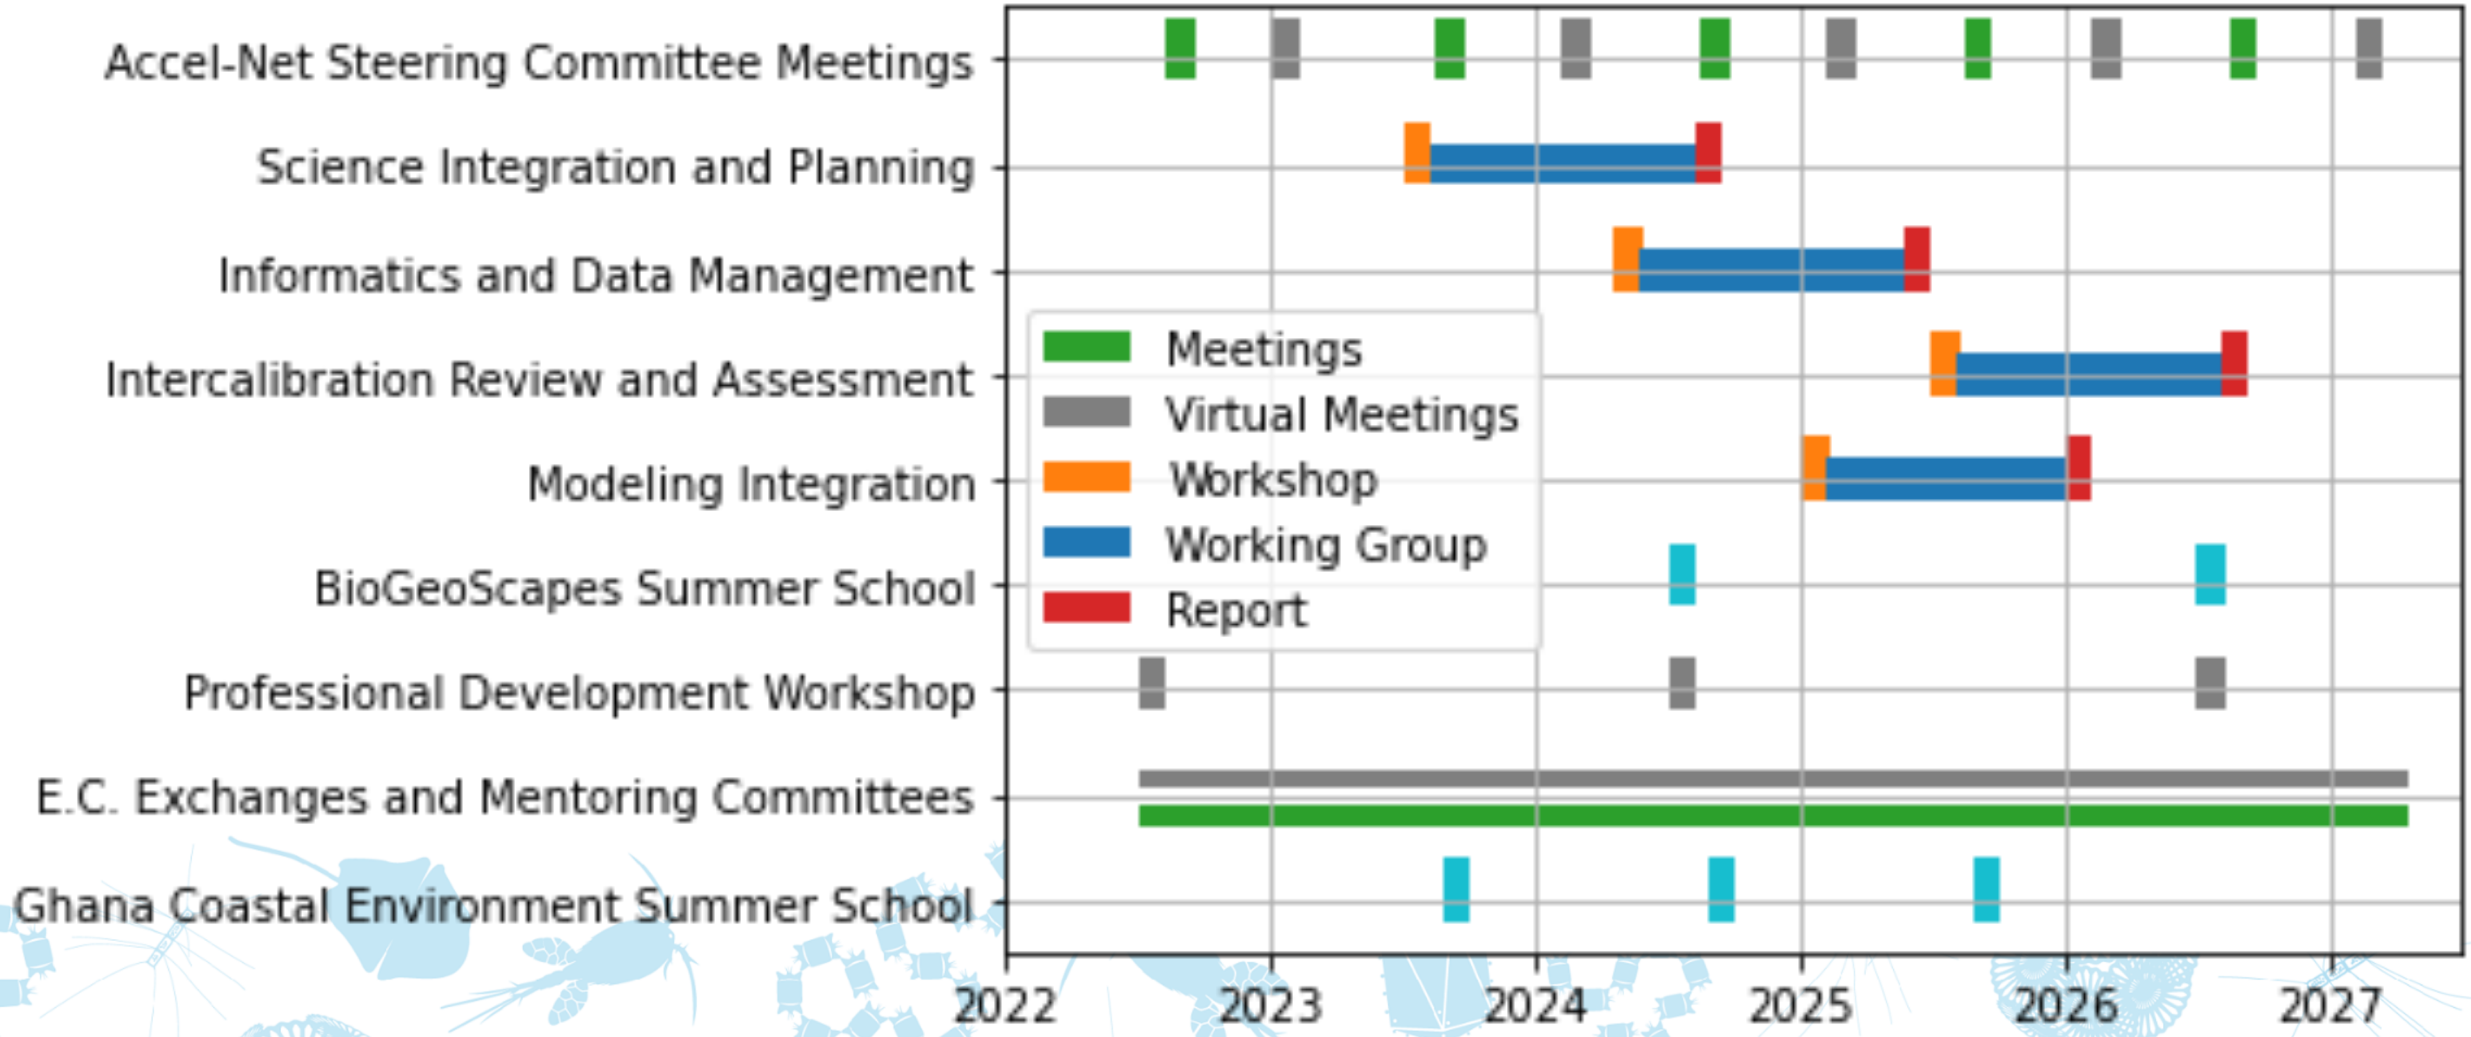 Accel-Net Steering Committee Meetings
Science Integration and Planning
Informatics and Data Management
Intercalibration Review and Assessment
Modeling Integration
BioGeoScapes Summer School
Professional Development Workshop
E.C. Exchanges and Mentoring Committees
Ghana Coastal Environment Summer School
Meetings
Virtual Meetings
Workshop
Working Group
Report
2022 2023 2024 2025 2026 2027